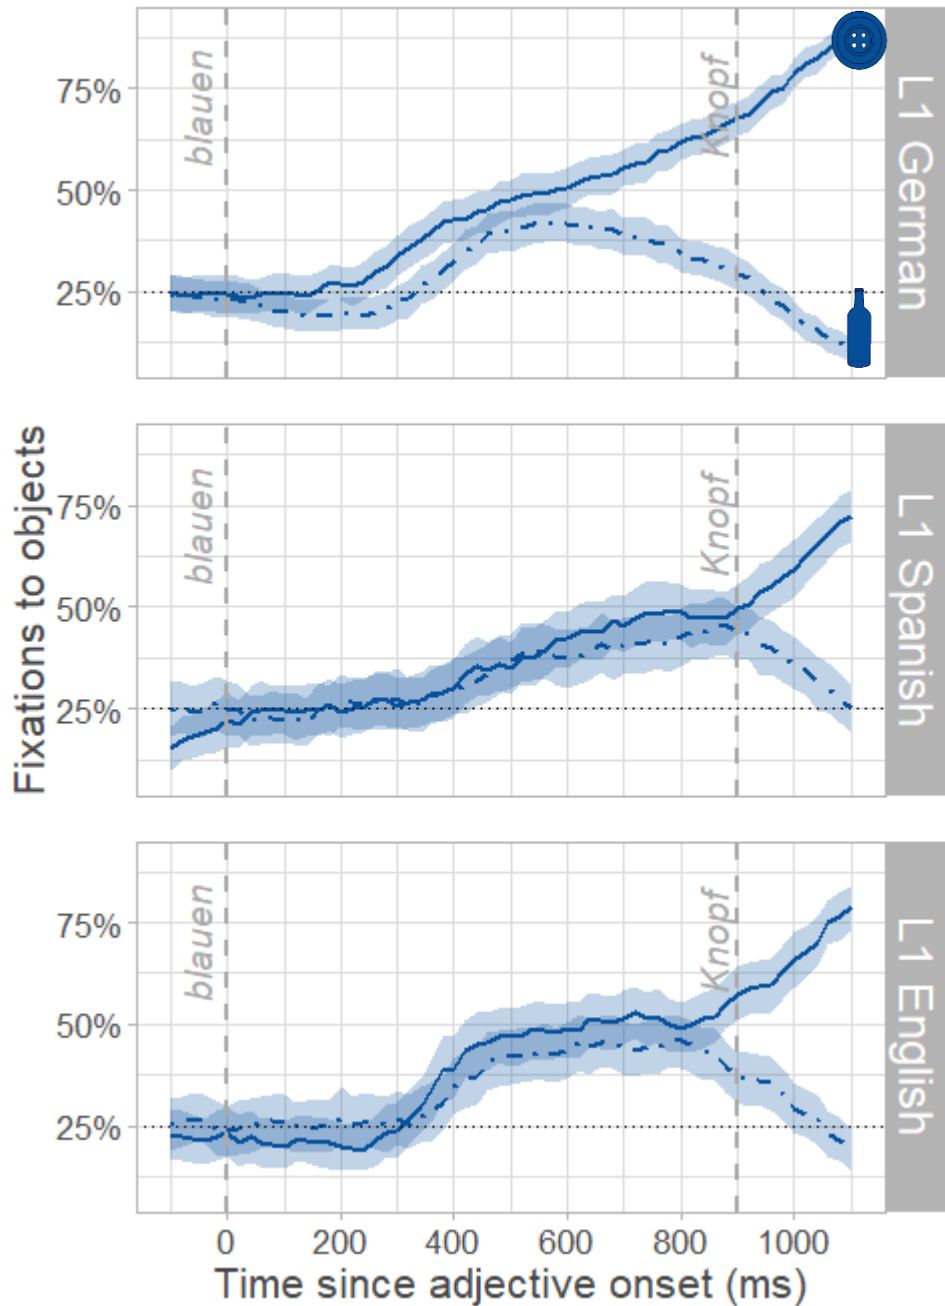 Fixations to objects
75%
50%
25%
blauen
Knopf
L1 German
75%
50%
25%
blauen
Knopf
L1 Spanish
75%
50%
25%
blauen
Knopf
L1 English
0 200 400 600 800 1000
Time since adjective onset (ms)